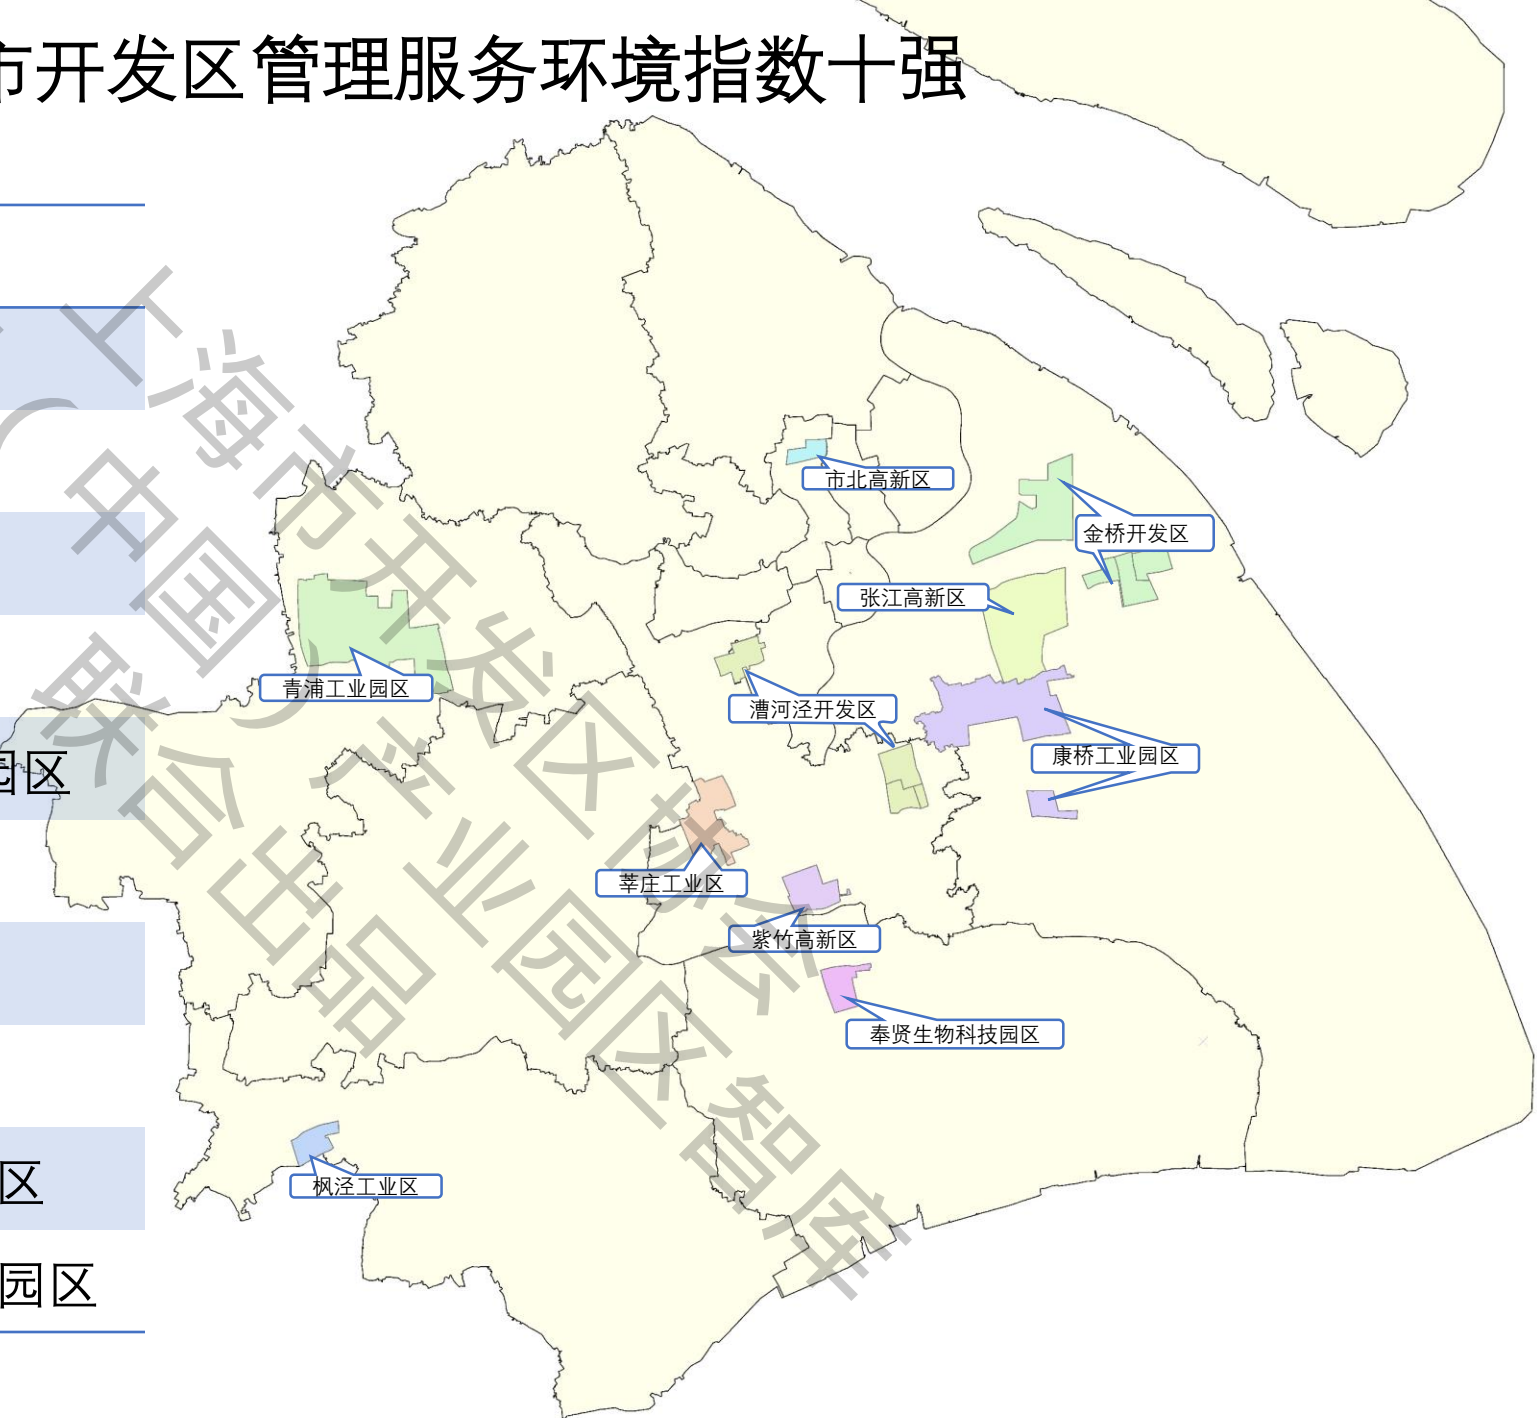 市开发区管理服务环境指数十强
市北高新区
金桥开发区
张江高新区
青浦工业园区
漕河泾开发区
康桥工业园区
园区
莘庄工业区
紫竹高新区
奉贤生物科技园区
枫泾工业区
区
园区
上海市开发区协会
（中国）产业园区智库
联合出品